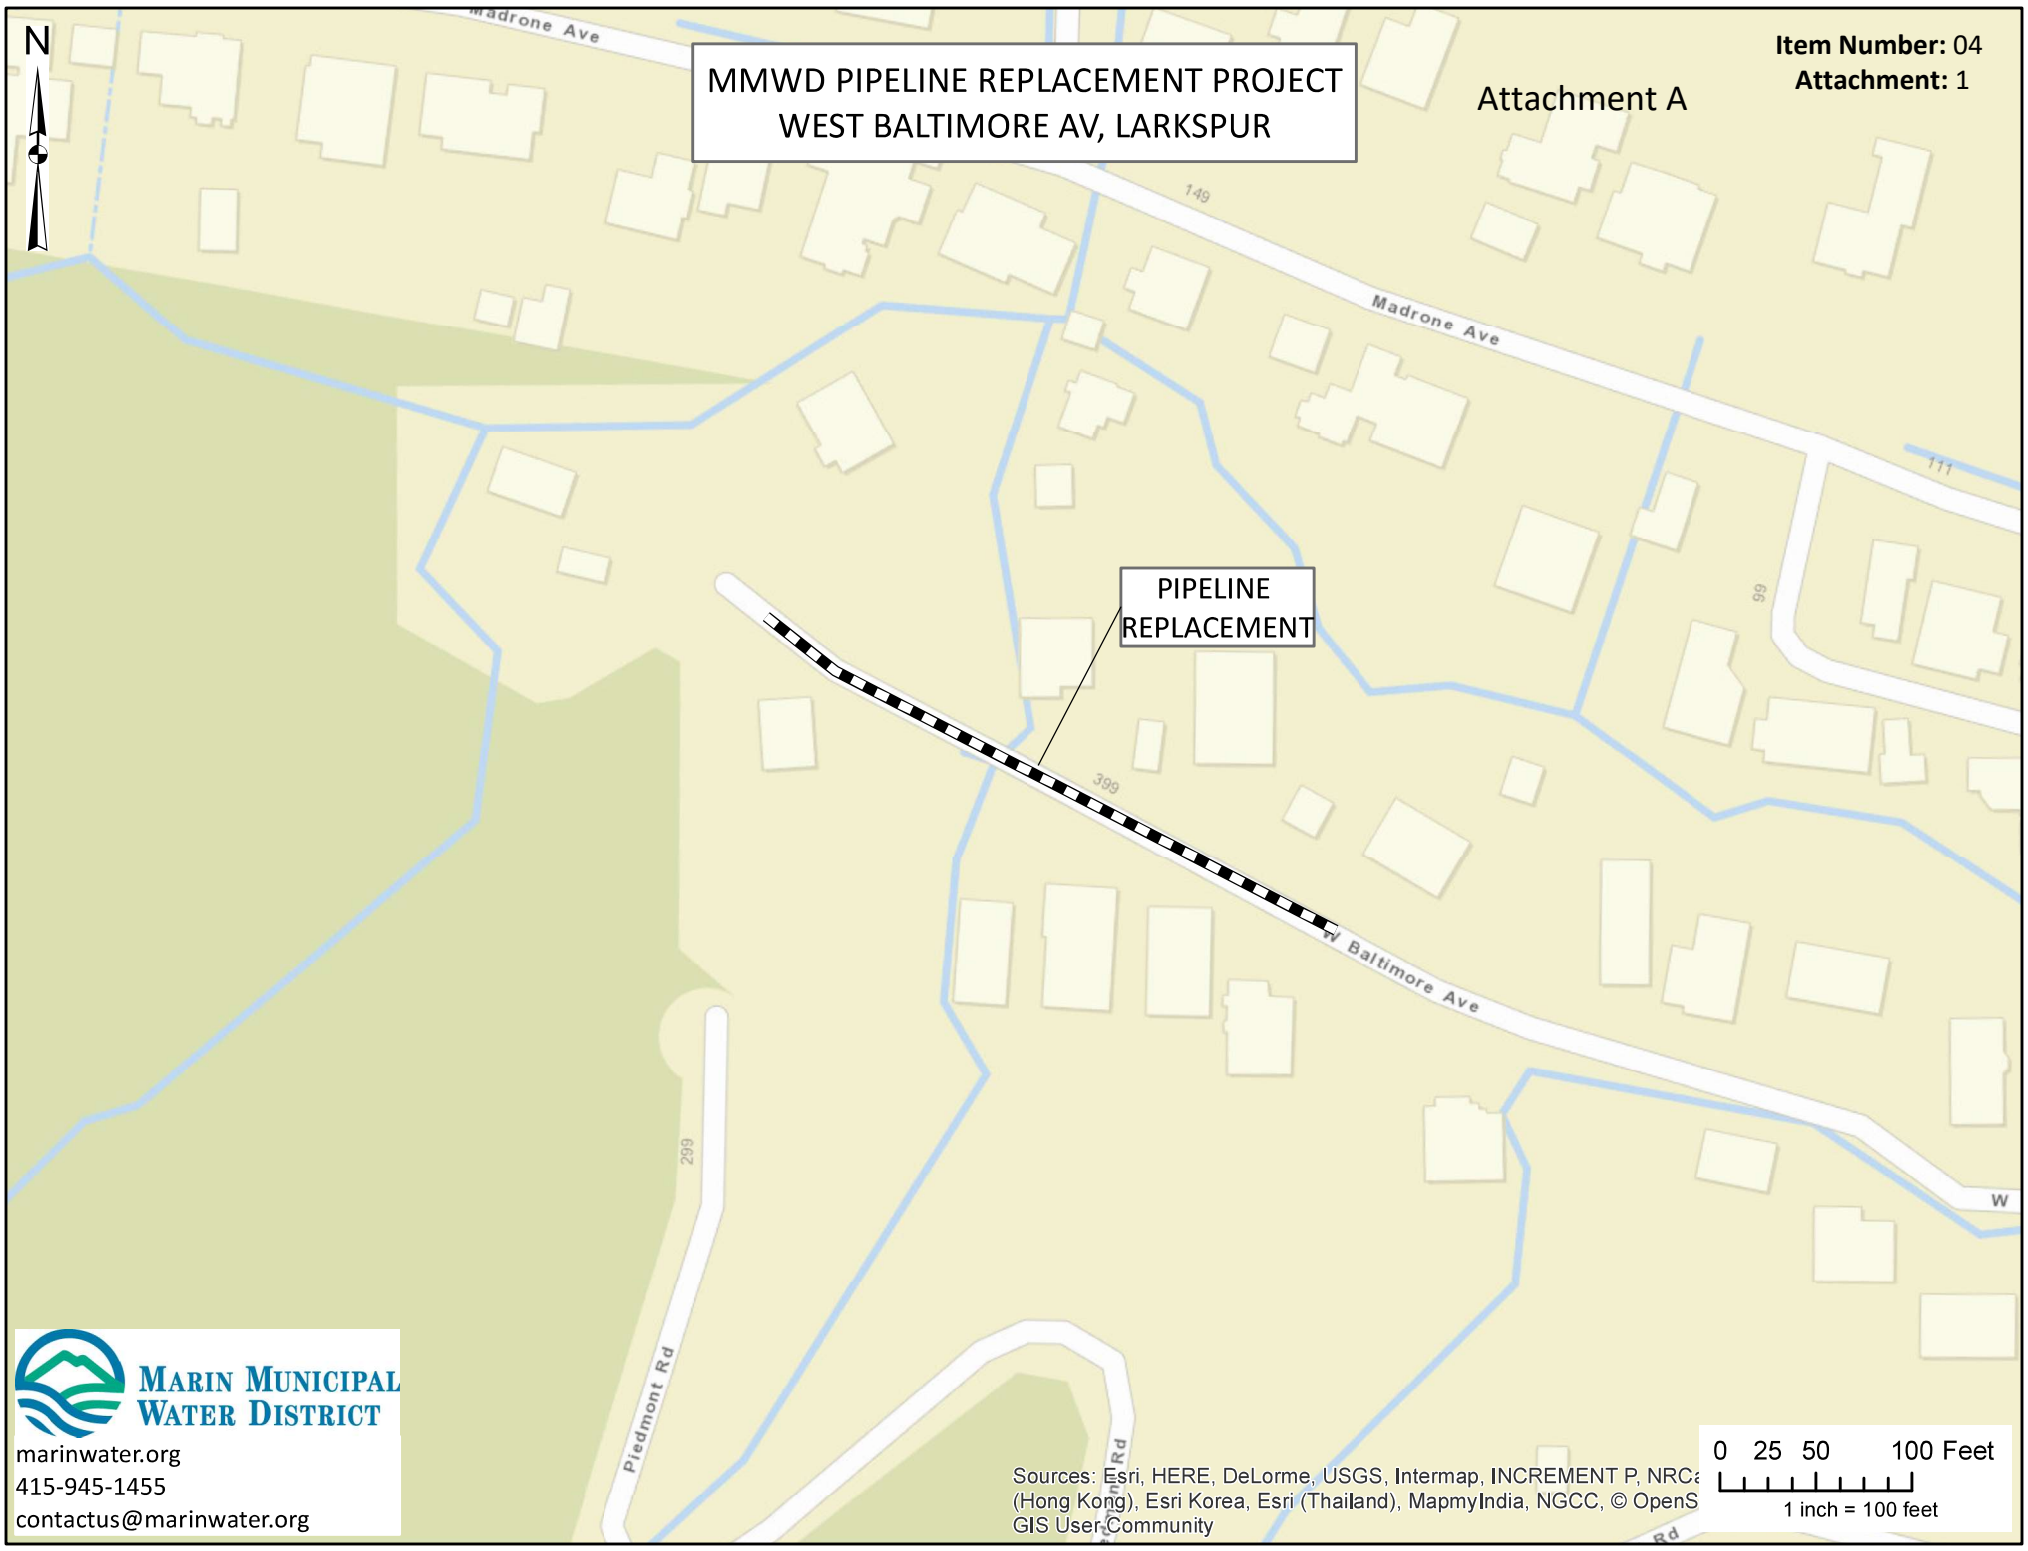 N
Madrone Ave
MMWD PIPELINE REPLACEMENT PROJECT
WEST BALTIMORE AV, LARKSPUR
Item Number: 04
Attachment: 1
Attachment A
149
Madrone Ave
111
99
PIPELINE
REPLACEMENT
399
W Baltimore Ave
W
299
Piedmont Rd
Rd
MARIN MUNICIPAL
WATER DISTRICT
marinwater.org
415-945-1455
contactus@marinwater.org
Sources: Esri, HERE, DeLorme, USGS, Intermap, INCREMENT P, NRCa
(Hong Kong), Esri Korea, Esri (Thailand), MapmyIndia, NGCC, © OpenS
GIS User Community
0 25 50 100 Feet
1 inch = 100 feet
Rd